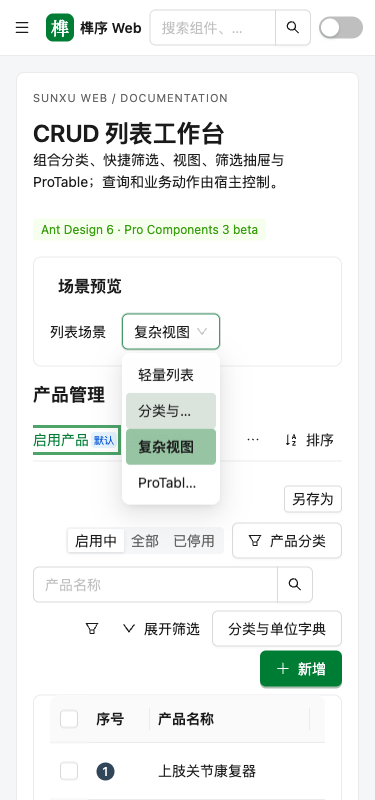 榫 榫序 Web 搜索组件、...
SUNXU WEB / DOCUMENTATION
CRUD 列表工作台
组合分类、快捷筛选、视图、筛选抽屉与
ProTable；查询和业务动作由宿主控制。
Ant Design 6 · Pro Components 3 beta
场景预览
列表场景 复杂视图
轻量列表
分类与...
复杂视图
ProTabl...
产品管理
启用产品 默认 ··· 排序
另存为
启用中 全部 已停用 产品分类
产品名称
展开筛选 分类与单位字典
新增
序号 产品名称
1 上肢关节康复器